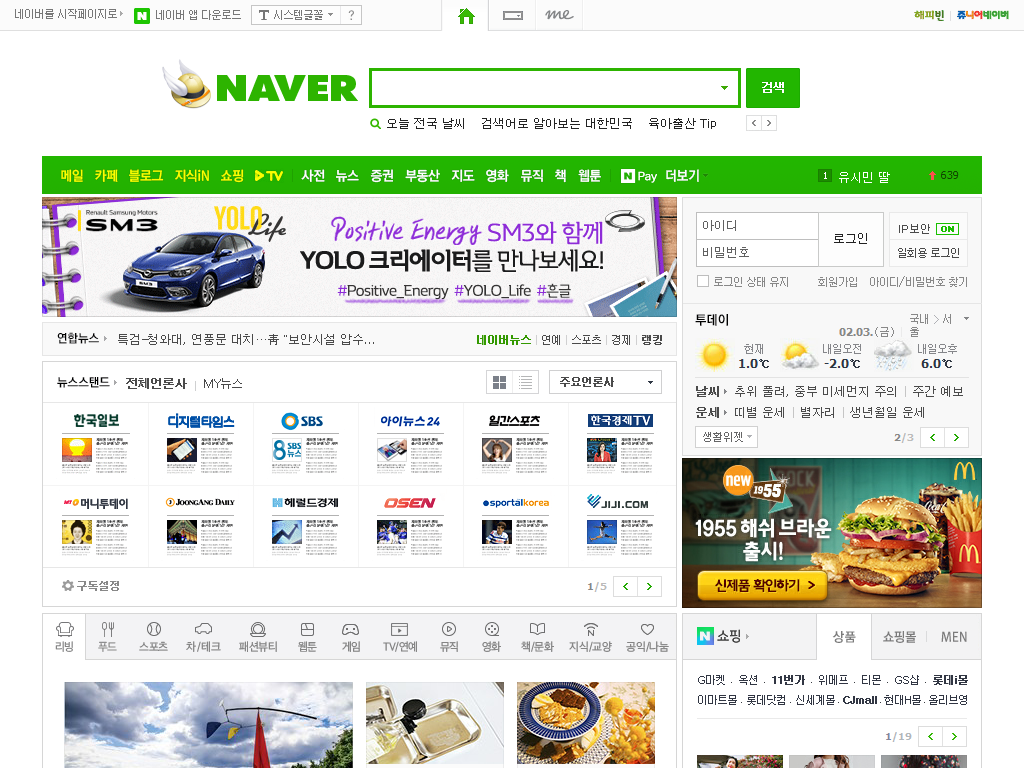 네이버를 시작페이지로 네이버 앱 다운로드 T 시스템글꼴 ? me 해피빈 쥬니어네이버
NAVER 검색
오늘 전국 날씨 검색어로 알아보는 대한민국 육아출산 Tip
메일 카페 블로그 지식iN 쇼핑 TV 사전 뉴스 증권 부동산 지도 영화 뮤직 책 웹툰 N Pay 더보기 1 유시민 딸 639
Renault Samsung Motors
SM3
YOLO Life
Positive Energy SM3와 함께
YOLO 크리에이터를 만나보세요!
#Positive_Energy #YOLO_Life #흔글
아이디
비밀번호
로그인
IP보안 ON
일회용 로그인
로그인 상태 유지 회원가입 아이디/비밀번호 찾기
연합뉴스 특검-청와대, 연풍문 대치…靑 "보안시설 압수… 네이버뉴스 연예 스포츠 경제 랭킹
투데이
02.03.(금) 국내 > 서울
현재 1.0℃
내일오전 -2.0℃
내일오후 6.0℃
날씨 추위 풀려, 중부 미세먼지 주의 주간 예보
운세 띠별 운세 별자리 생년월일 운세
생활위젯 2/3
뉴스스탠드 전체언론사 MY뉴스 주요언론사
한국일보 디지털타임스 SBS 아이뉴스24 일간스포츠 한국경제TV
8 SBS 뉴스
MT 머니투데이 JOONGANG DAILY H 헤럴드경제 OSEN sportalkorea JIJI.COM
구독설정 1/5
new 1955
1955 해쉬 브라운
출시!
신제품 확인하기 >
리빙 푸드 스포츠 차/테크 패션뷰티 웹툰 게임 TV/연예 뮤직 영화 책/문화 지식/교양 공익/나눔
N 쇼핑 상품 쇼핑몰 MEN
G마켓 . 옥션 . 11번가 . 위메프 . 티몬 . GS샵 . 롯데i몰
이마트몰 . 롯데닷컴 . 신세계몰 . CJmall . 현대H몰 . 올리브영
1/19